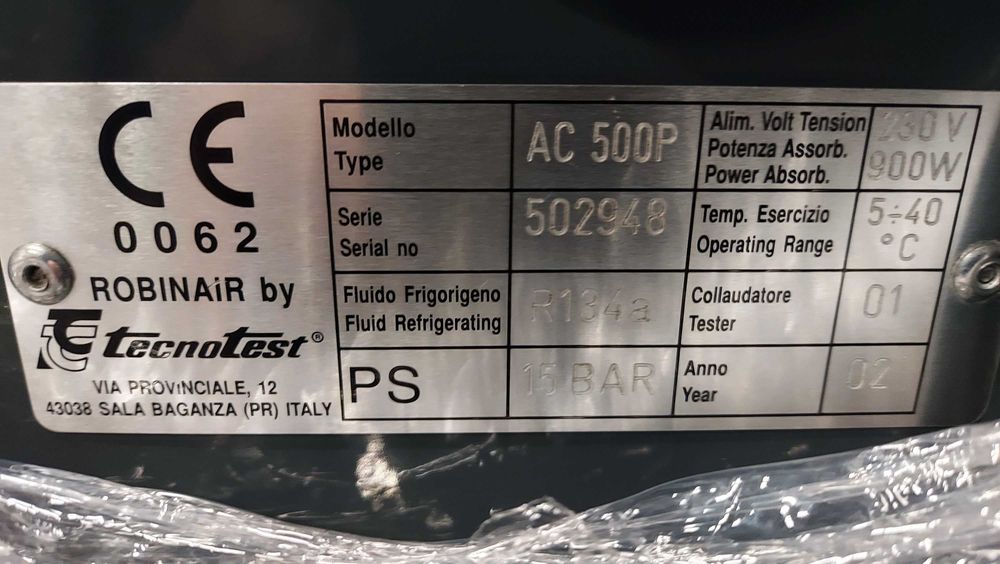 CE
0062
ROBINAiR by
tecnotest®
VIA PROVINCIALE, 12
43038 SALA BAGANZA (PR) ITALY
Modello
Type
AC 500P
Alim. Volt Tension
Potenza Assorb.
Power Absorb.
230 V
900W
Serie
Serial no
502948
Temp. Esercizio
Operating Range
5÷40
°C
Fluido Frigorigeno
Fluid Refrigerating
R134a
Collaudatore
Tester
01
PS
15 BAR
Anno
Year
02